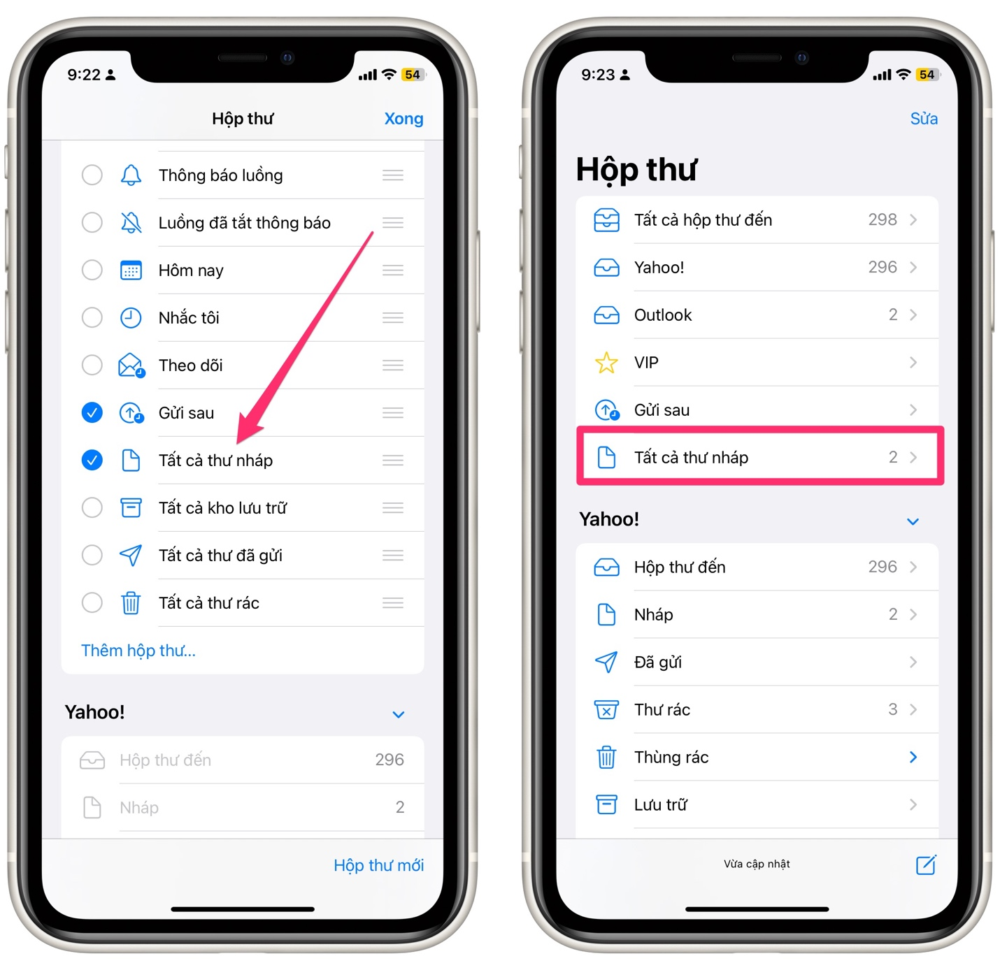 9:22
54
Hộp thư
Xong
Thông báo luồng
Luồng đã tắt thông báo
Hôm nay
Nhắc tôi
Theo dõi
Gửi sau
Tất cả thư nháp
Tất cả kho lưu trữ
Tất cả thư đã gửi
Tất cả thư rác
Thêm hộp thư...
Yahoo!
Hộp thư đến 296
Nháp 2
Hộp thư mới
9:23
54
Sửa
Hộp thư
Tất cả hộp thư đến 298
Yahoo! 296
Outlook 2
VIP
Gửi sau
Tất cả thư nháp 2
Yahoo!
Hộp thư đến 296
Nháp 2
Đã gửi
Thư rác 3
Thùng rác
Lưu trữ
Vừa cập nhật